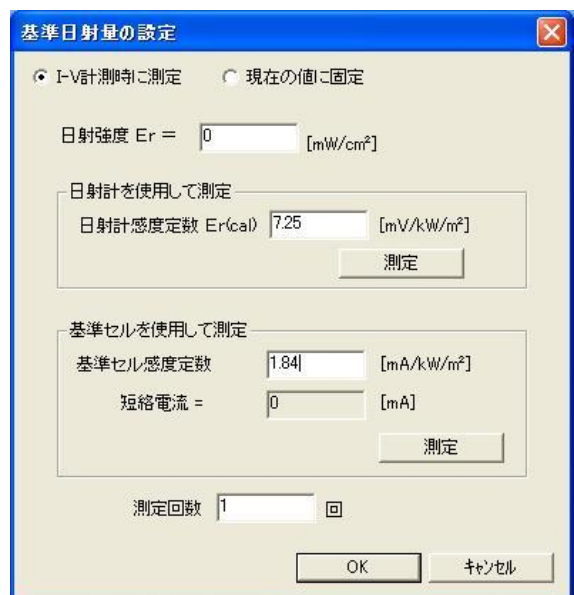 基準日射量の設定
I-V計測時に測定 現在の値に固定
日射強度 Er = 0 [mW/cm²]
日射計を使用して測定
日射計感度定数 Er(cal) 7.25 [mV/kW/m²]
測定
基準セルを使用して測定
基準セル感度定数 1.84 [mA/kW/m²]
短絡電流 = 0 [mA]
測定
測定回数 1 回
OK キャンセル